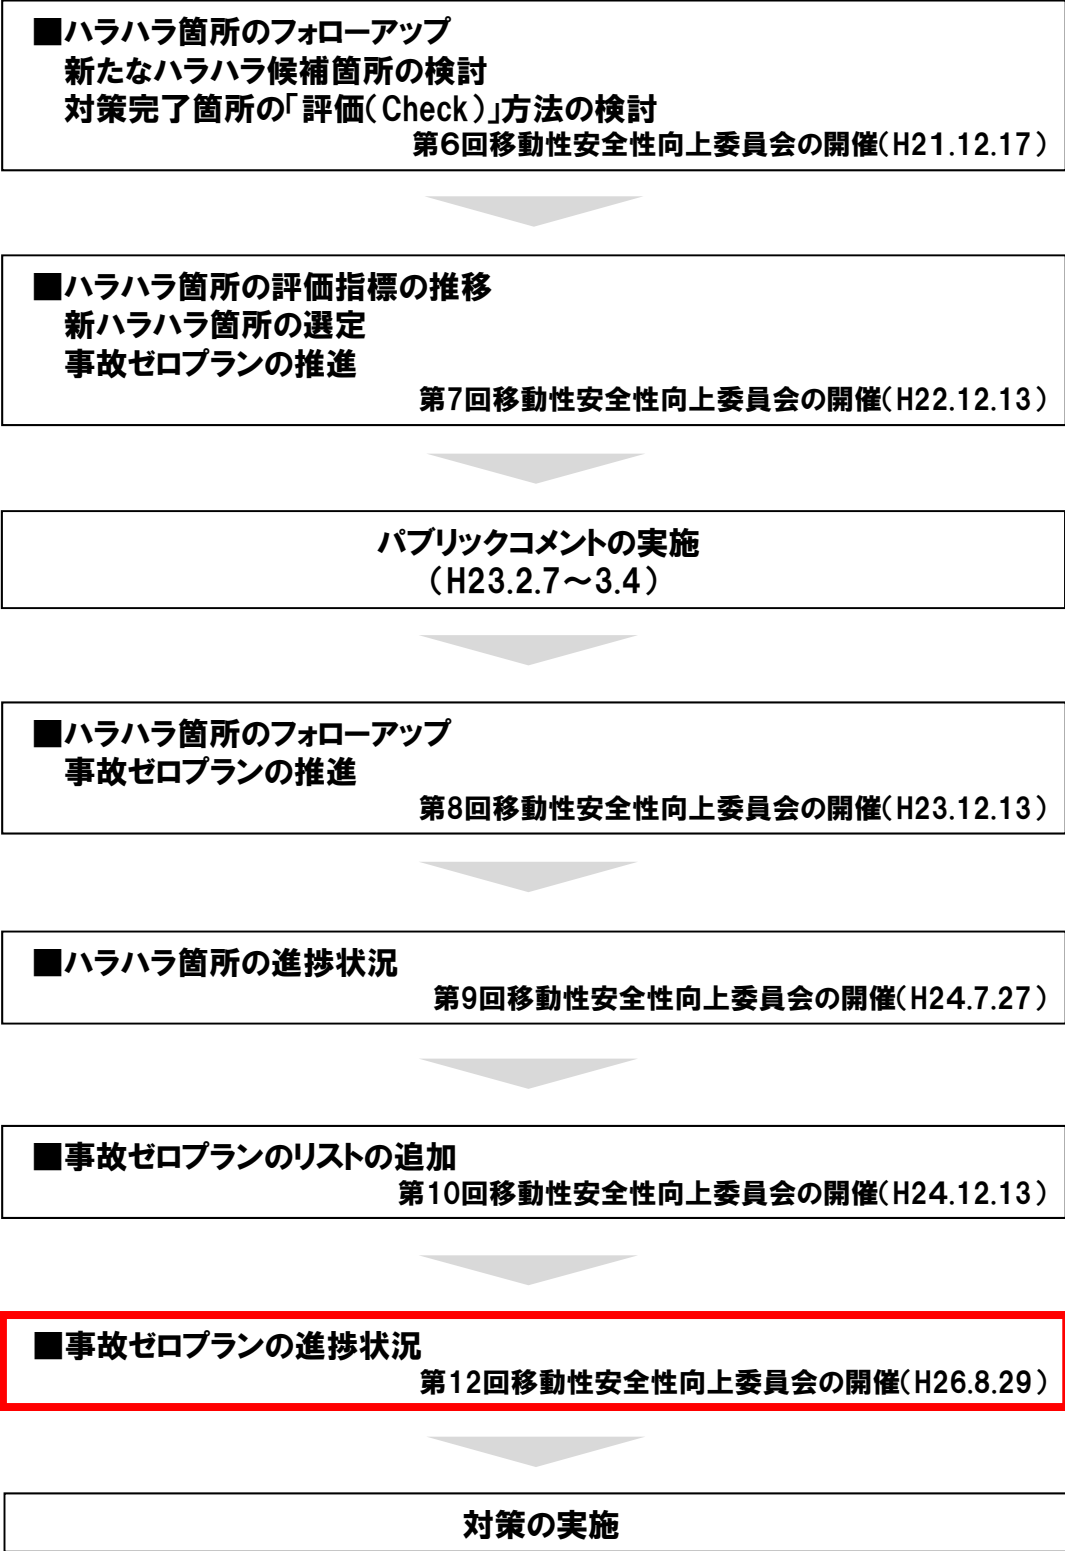 ■ハラハラ箇所のフォローアップ
新たなハラハラ候補箇所の検討
対策完了箇所の「評価(Check)」方法の検討
第6回移動性安全性向上委員会の開催(H21.12.17)
■ハラハラ箇所の評価指標の推移
新ハラハラ箇所の選定
事故ゼロプランの推進
第7回移動性安全性向上委員会の開催(H22.12.13)
パブリックコメントの実施
(H23.2.7～3.4)
■ハラハラ箇所のフォローアップ
事故ゼロプランの推進
第8回移動性安全性向上委員会の開催(H23.12.13)
■ハラハラ箇所の進捗状況
第9回移動性安全性向上委員会の開催(H24.7.27)
■事故ゼロプランのリストの追加
第10回移動性安全性向上委員会の開催(H24.12.13)
■事故ゼロプランの進捗状況
第12回移動性安全性向上委員会の開催(H26.8.29)
対策の実施